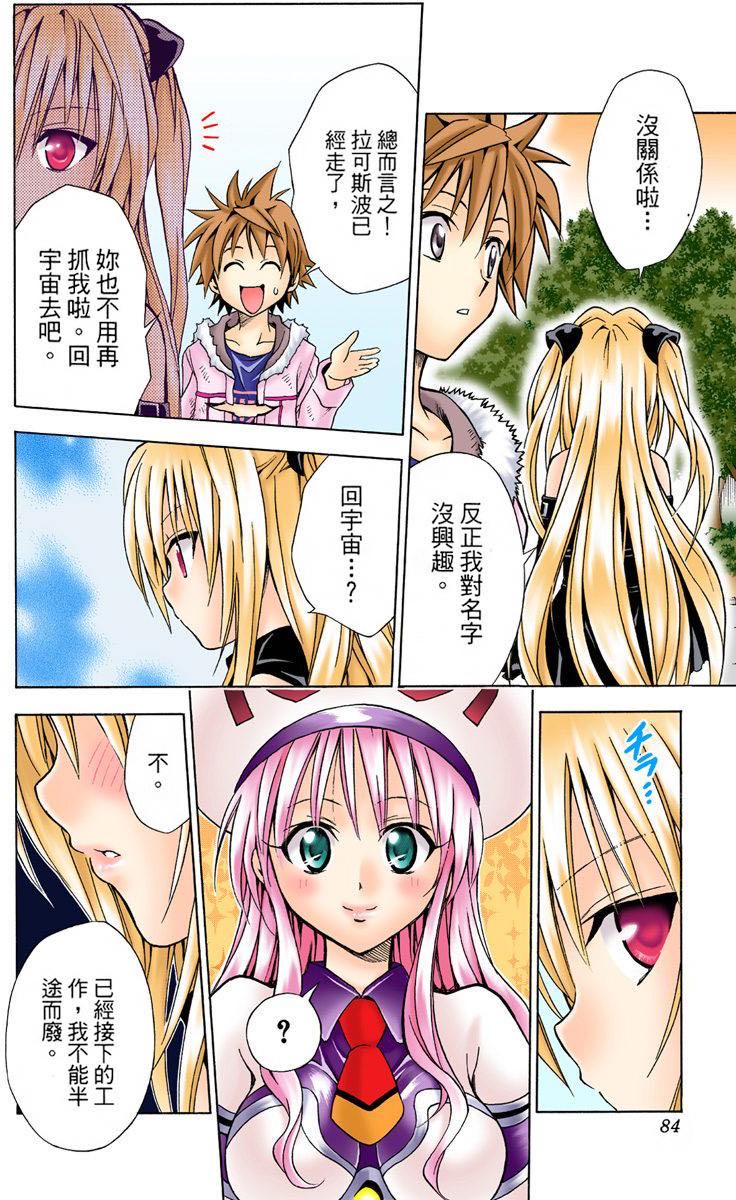 沒關係啦…
反正我對名字
沒興趣。
總而言之！
拉可斯波已
經走了，
妳也不用再
抓我啦。回
宇宙去吧。
回宇宙…？
チラ…
？
不。
已經接下的工
作，我不能半
途而廢。
84